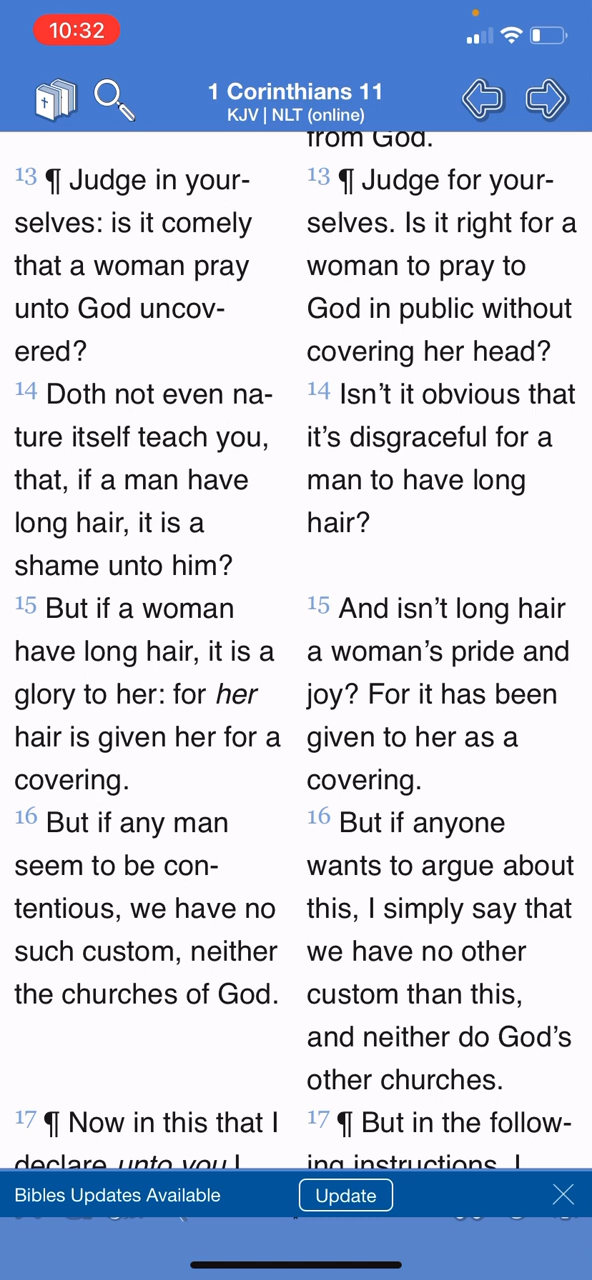 10:32
1 Corinthians 11
KJV | NLT (online)
from God.
13 ¶ Judge in your-
selves: is it comely
that a woman pray
unto God uncov-
ered?
14 Doth not even na-
ture itself teach you,
that, if a man have
long hair, it is a
shame unto him?
15 But if a woman
have long hair, it is a
glory to her: for her
hair is given her for a
covering.
16 But if any man
seem to be con-
tentious, we have no
such custom, neither
the churches of God.
17 ¶ Now in this that I
declare unto you I
13 ¶ Judge for your-
selves. Is it right for a
woman to pray to
God in public without
covering her head?
14 Isn’t it obvious that
it’s disgraceful for a
man to have long
hair?
15 And isn’t long hair
a woman’s pride and
joy? For it has been
given to her as a
covering.
16 But if anyone
wants to argue about
this, I simply say that
we have no other
custom than this,
and neither do God’s
other churches.
17 ¶ But in the follow-
ing instructions, I
Bibles Updates Available
Update